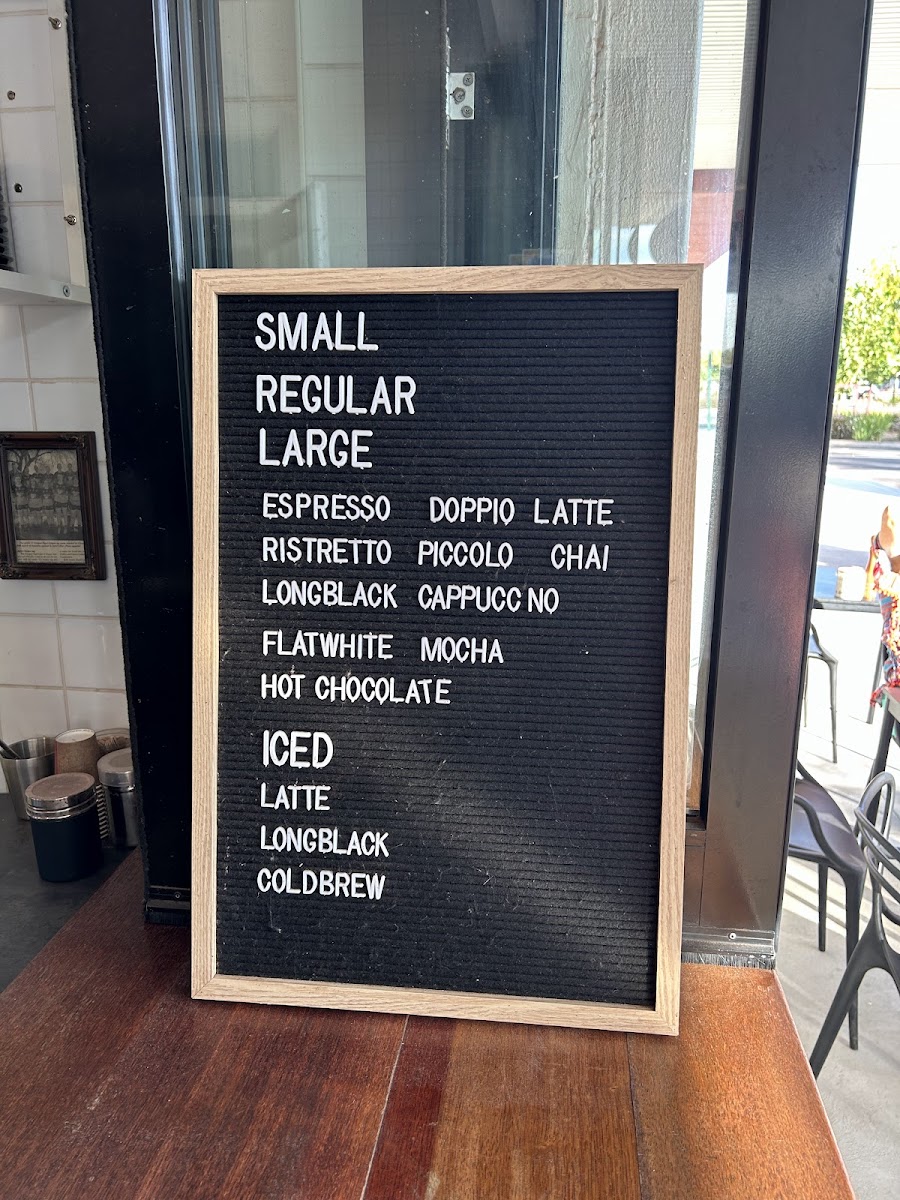 SMALL
REGULAR
LARGE
ESPRESSO DOPPIO LATTE
RISTRETTO PICCOLO CHAI
LONGBLACK CAPPUCC NO
FLATWHITE MOCHA
HOT CHOCOLATE
ICED
LATTE
LONGBLACK
COLDBREW